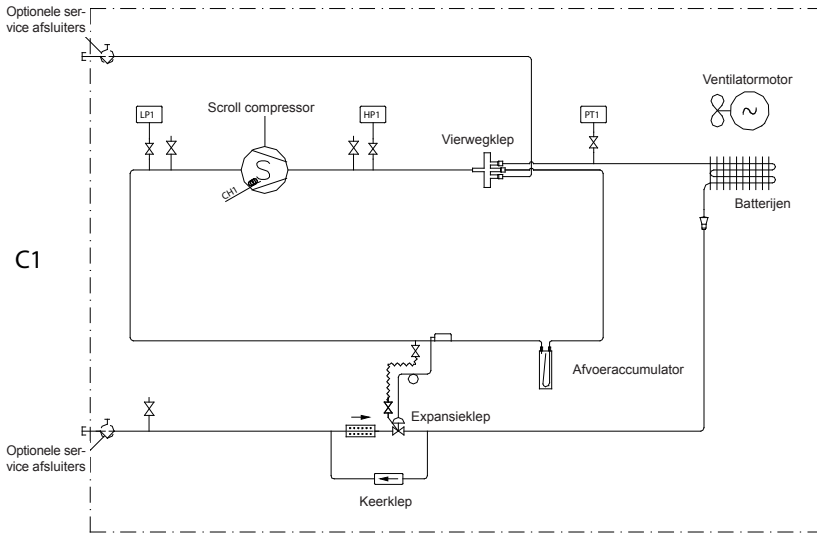 Optionele ser-
vice afsluiters
Ventilatormotor
LP1
Scroll compressor
HP1
PT1
Vierwegklep
S
CH1
Batterijen
C1
Afvoeraccumulator
Expansieklep
Optionele ser-
vice afsluiters
Keerklep